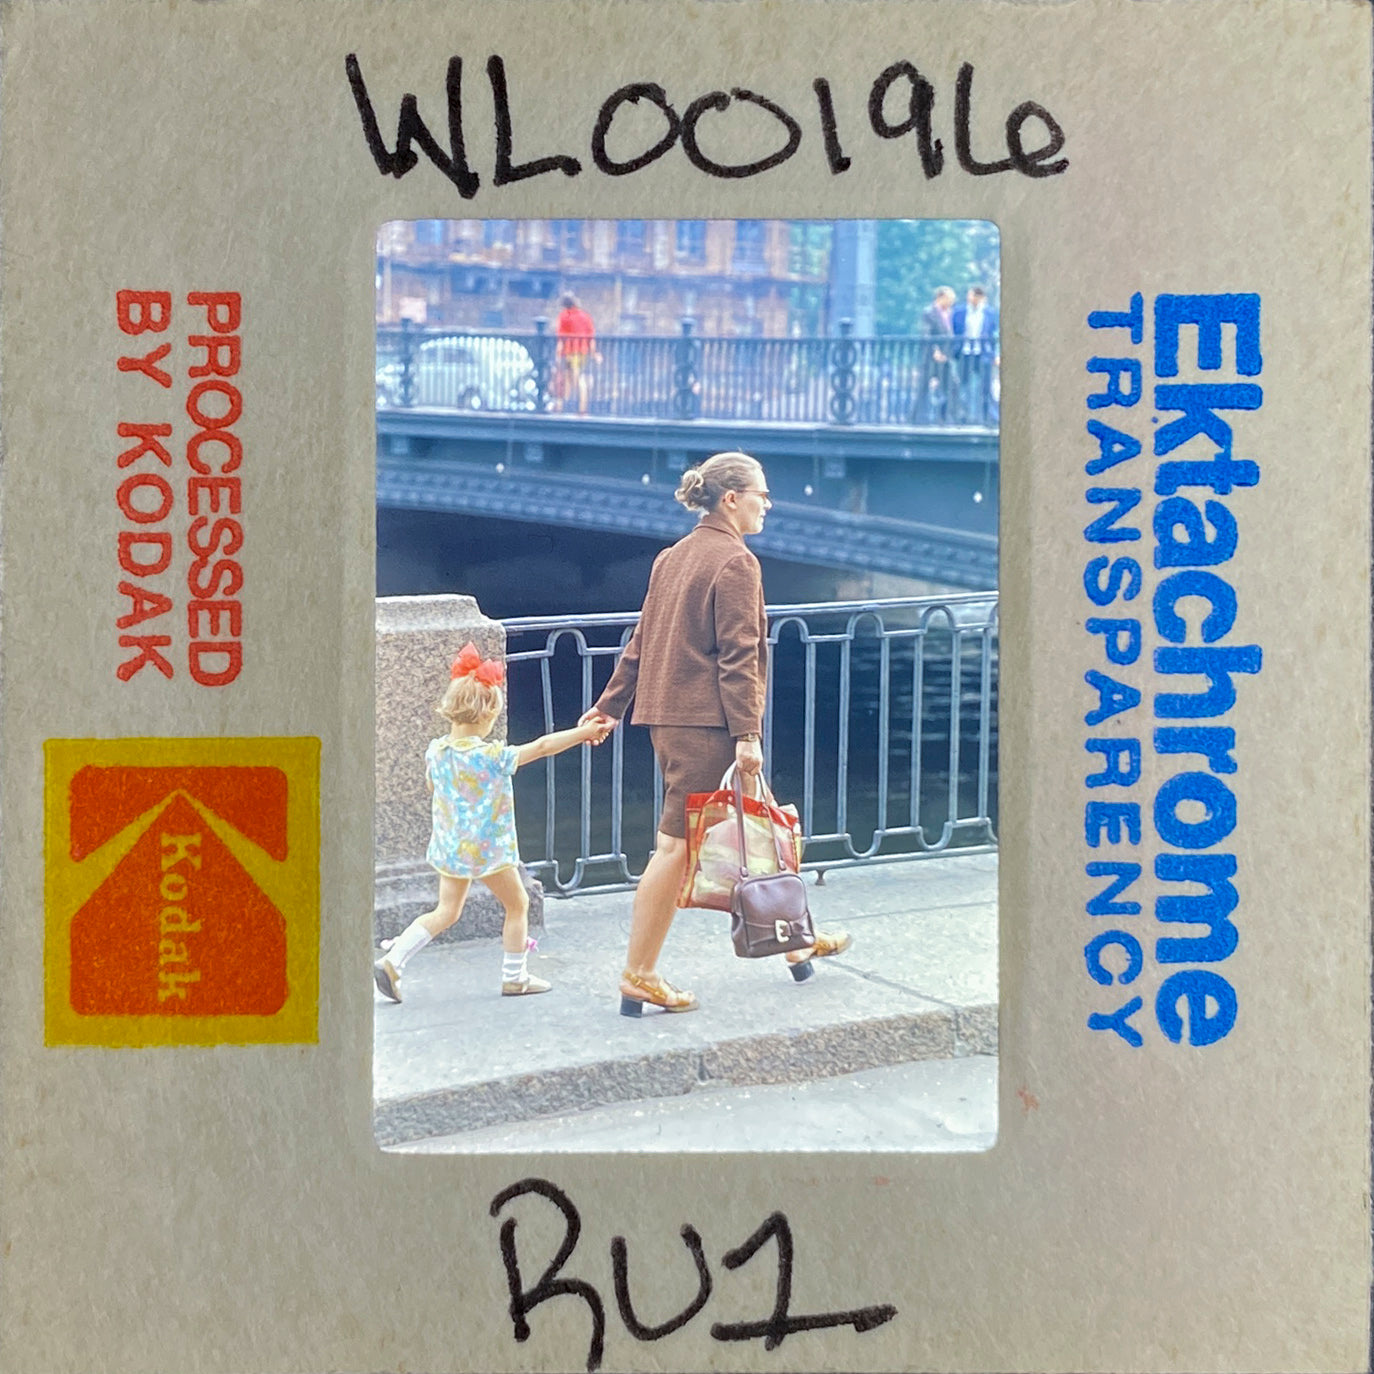 WL00196
PROCESSED
BY KODAK
Kodak
Ektachrome
TRANSPARENCY
RU1